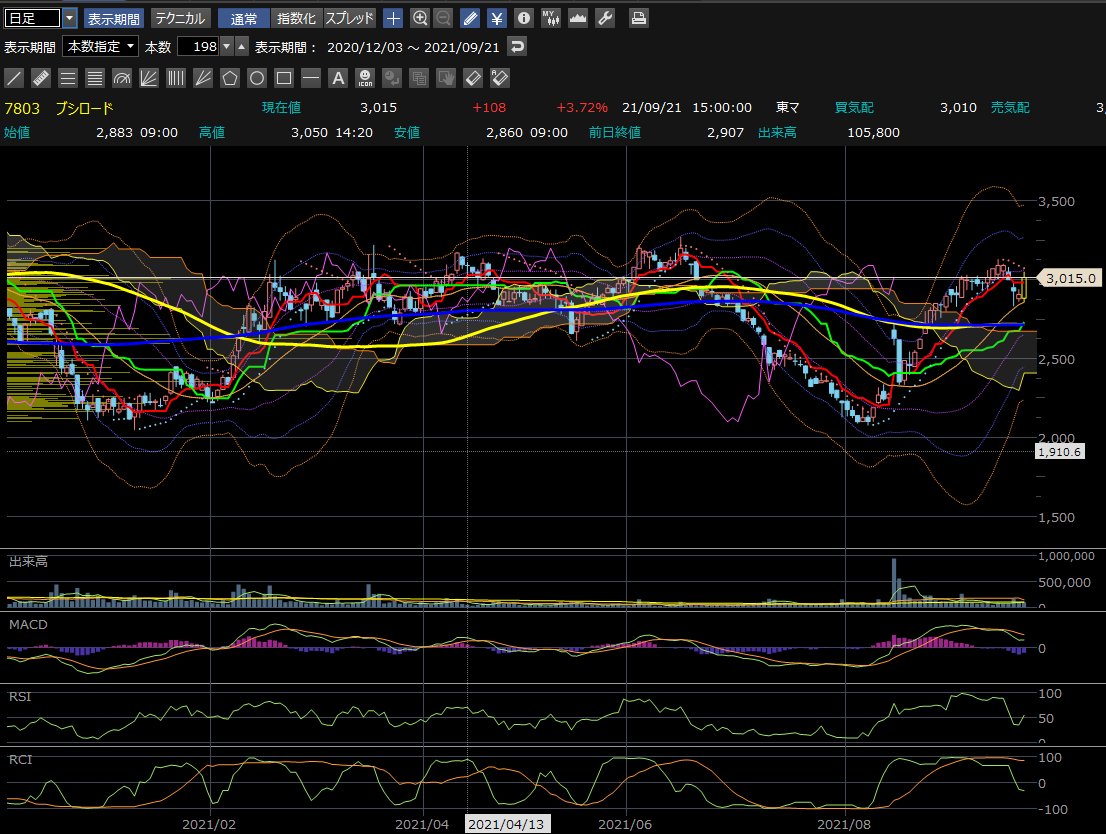 日足 表示期間 テクニカル 通常 指数化 スプレッド ¥ MY
表示期間 本数指定 本数 198 表示期間： 2020/12/03 ～ 2021/09/21
A ICON
7803 ブシロード 現在値 3,015 +108 +3.72% 21/09/21 15:00:00 東マ 買気配 3,010 売気配 3,
始値 2,883 09:00 高値 3,050 14:20 安値 2,860 09:00 前日終値 2,907 出来高 105,800
3,500
3,015.0
2,500
2,000
1,910.6
1,500
出来高
1,000,000
500,000
0
MACD
0
RSI
100
50
0
RCI
100
0
-100
2021/02 2021/04 2021/04/13 2021/06 2021/08